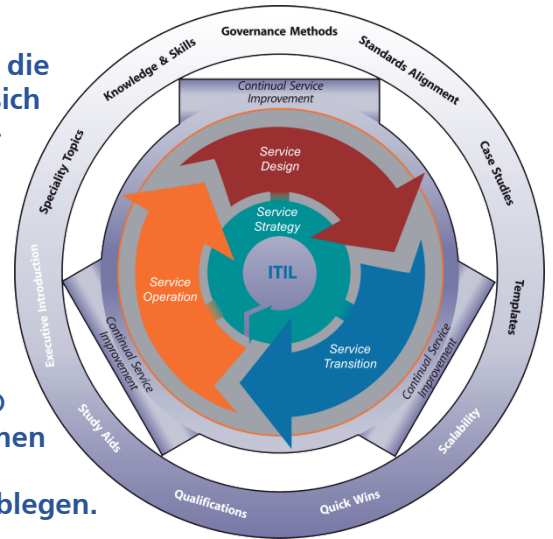 die
sich
nen
blegen.
Governance Methods
Standards Alignment
Case Studies
Templates
Scalability
Quick Wins
Qualifications
Study Aids
Executive Introduction
Speciality Topics
Knowledge & Skills
Continual Service
Improvement
Service
Design
Service
Strategy
ITIL
Service
Operation
Service
Transition
Continual Service
Improvement
Continual Service
Improvement